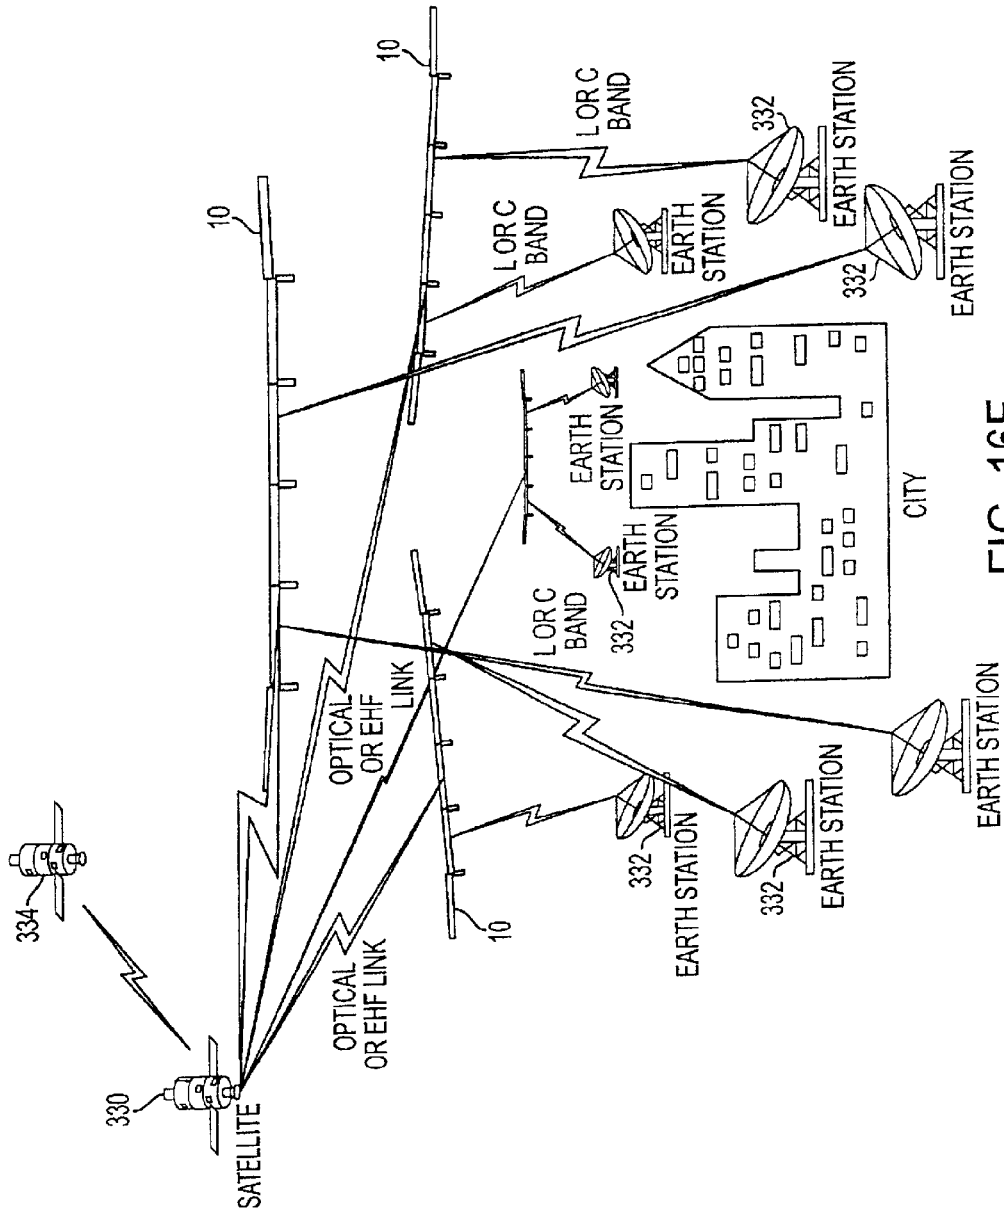 334
330
SATELLITE
OPTICAL
OR EHF LINK
OPTICAL
OR EHF
LINK
10
10
10
L OR C
BAND
L OR C
BAND
L OR C
BAND
332
EARTH STATION
332
EARTH STATION
EARTH STATION
332
EARTH
STATION
EARTH
STATION
EARTH
STATION
332
EARTH STATION
332
EARTH STATION
CITY
FIG. 16E